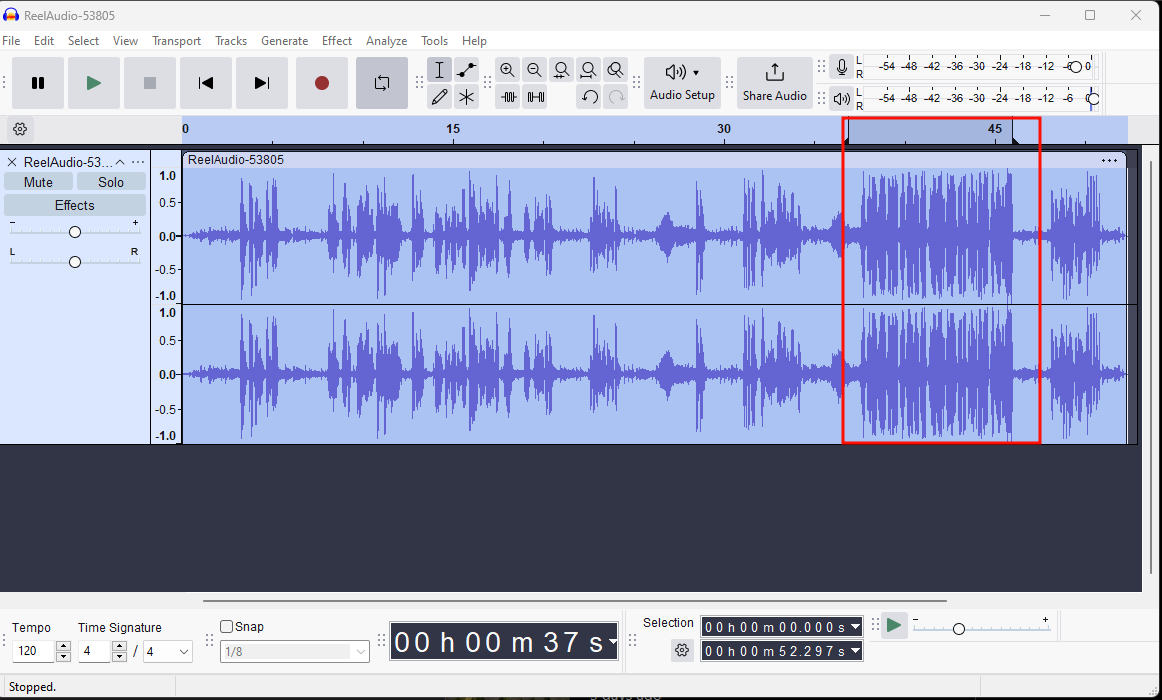 ReelAudio-53805
File Edit Select View Transport Tracks Generate Effect Analyze Tools Help
L
R
-54 -48 -42 -36 -30 -24 -18 -12 -6 0
Audio Setup
Share Audio
L
R
-54 -48 -42 -36 -30 -24 -18 -12 -6
0 15 30 45
ReelAudio-53... ReelAudio-53805
Mute Solo
Effects
- +
L R
1.0
0.5
0.0
-0.5
-1.0
1.0
0.5
0.0
-0.5
-1.0
Tempo Time Signature
120 4 / 4
Snap
1/8
00 h 00 m 37 s
Selection
00 h 00 m 00.000 s
00 h 00 m 52.297 s
- +
Stopped.